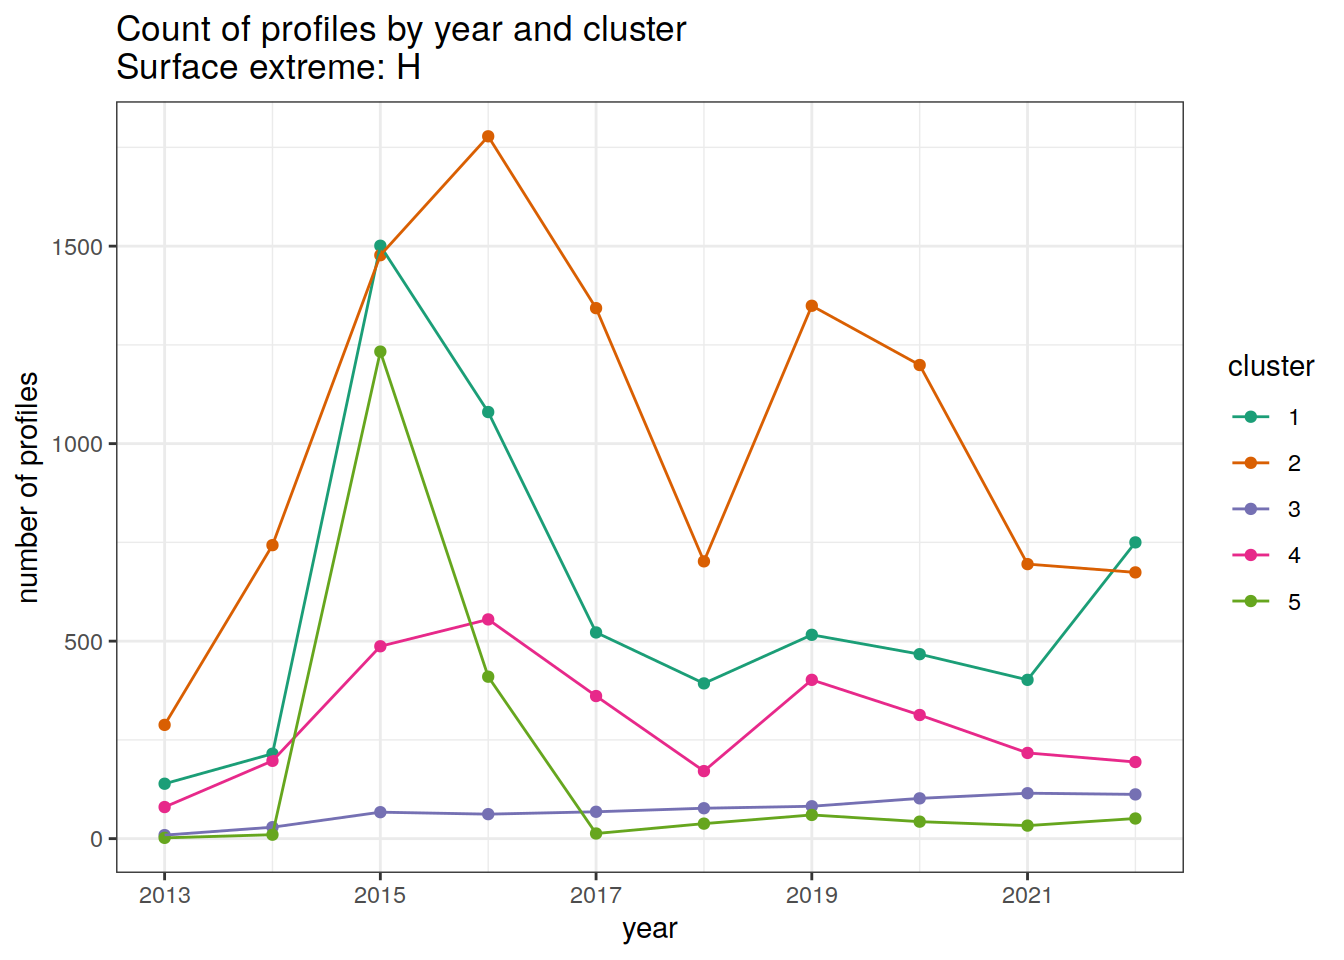 Count of profiles by year and cluster
Surface extreme: H
number of profiles
1500
1000
500
0
2013 2015 2017 2019 2021
year
cluster
1
2
3
4
5